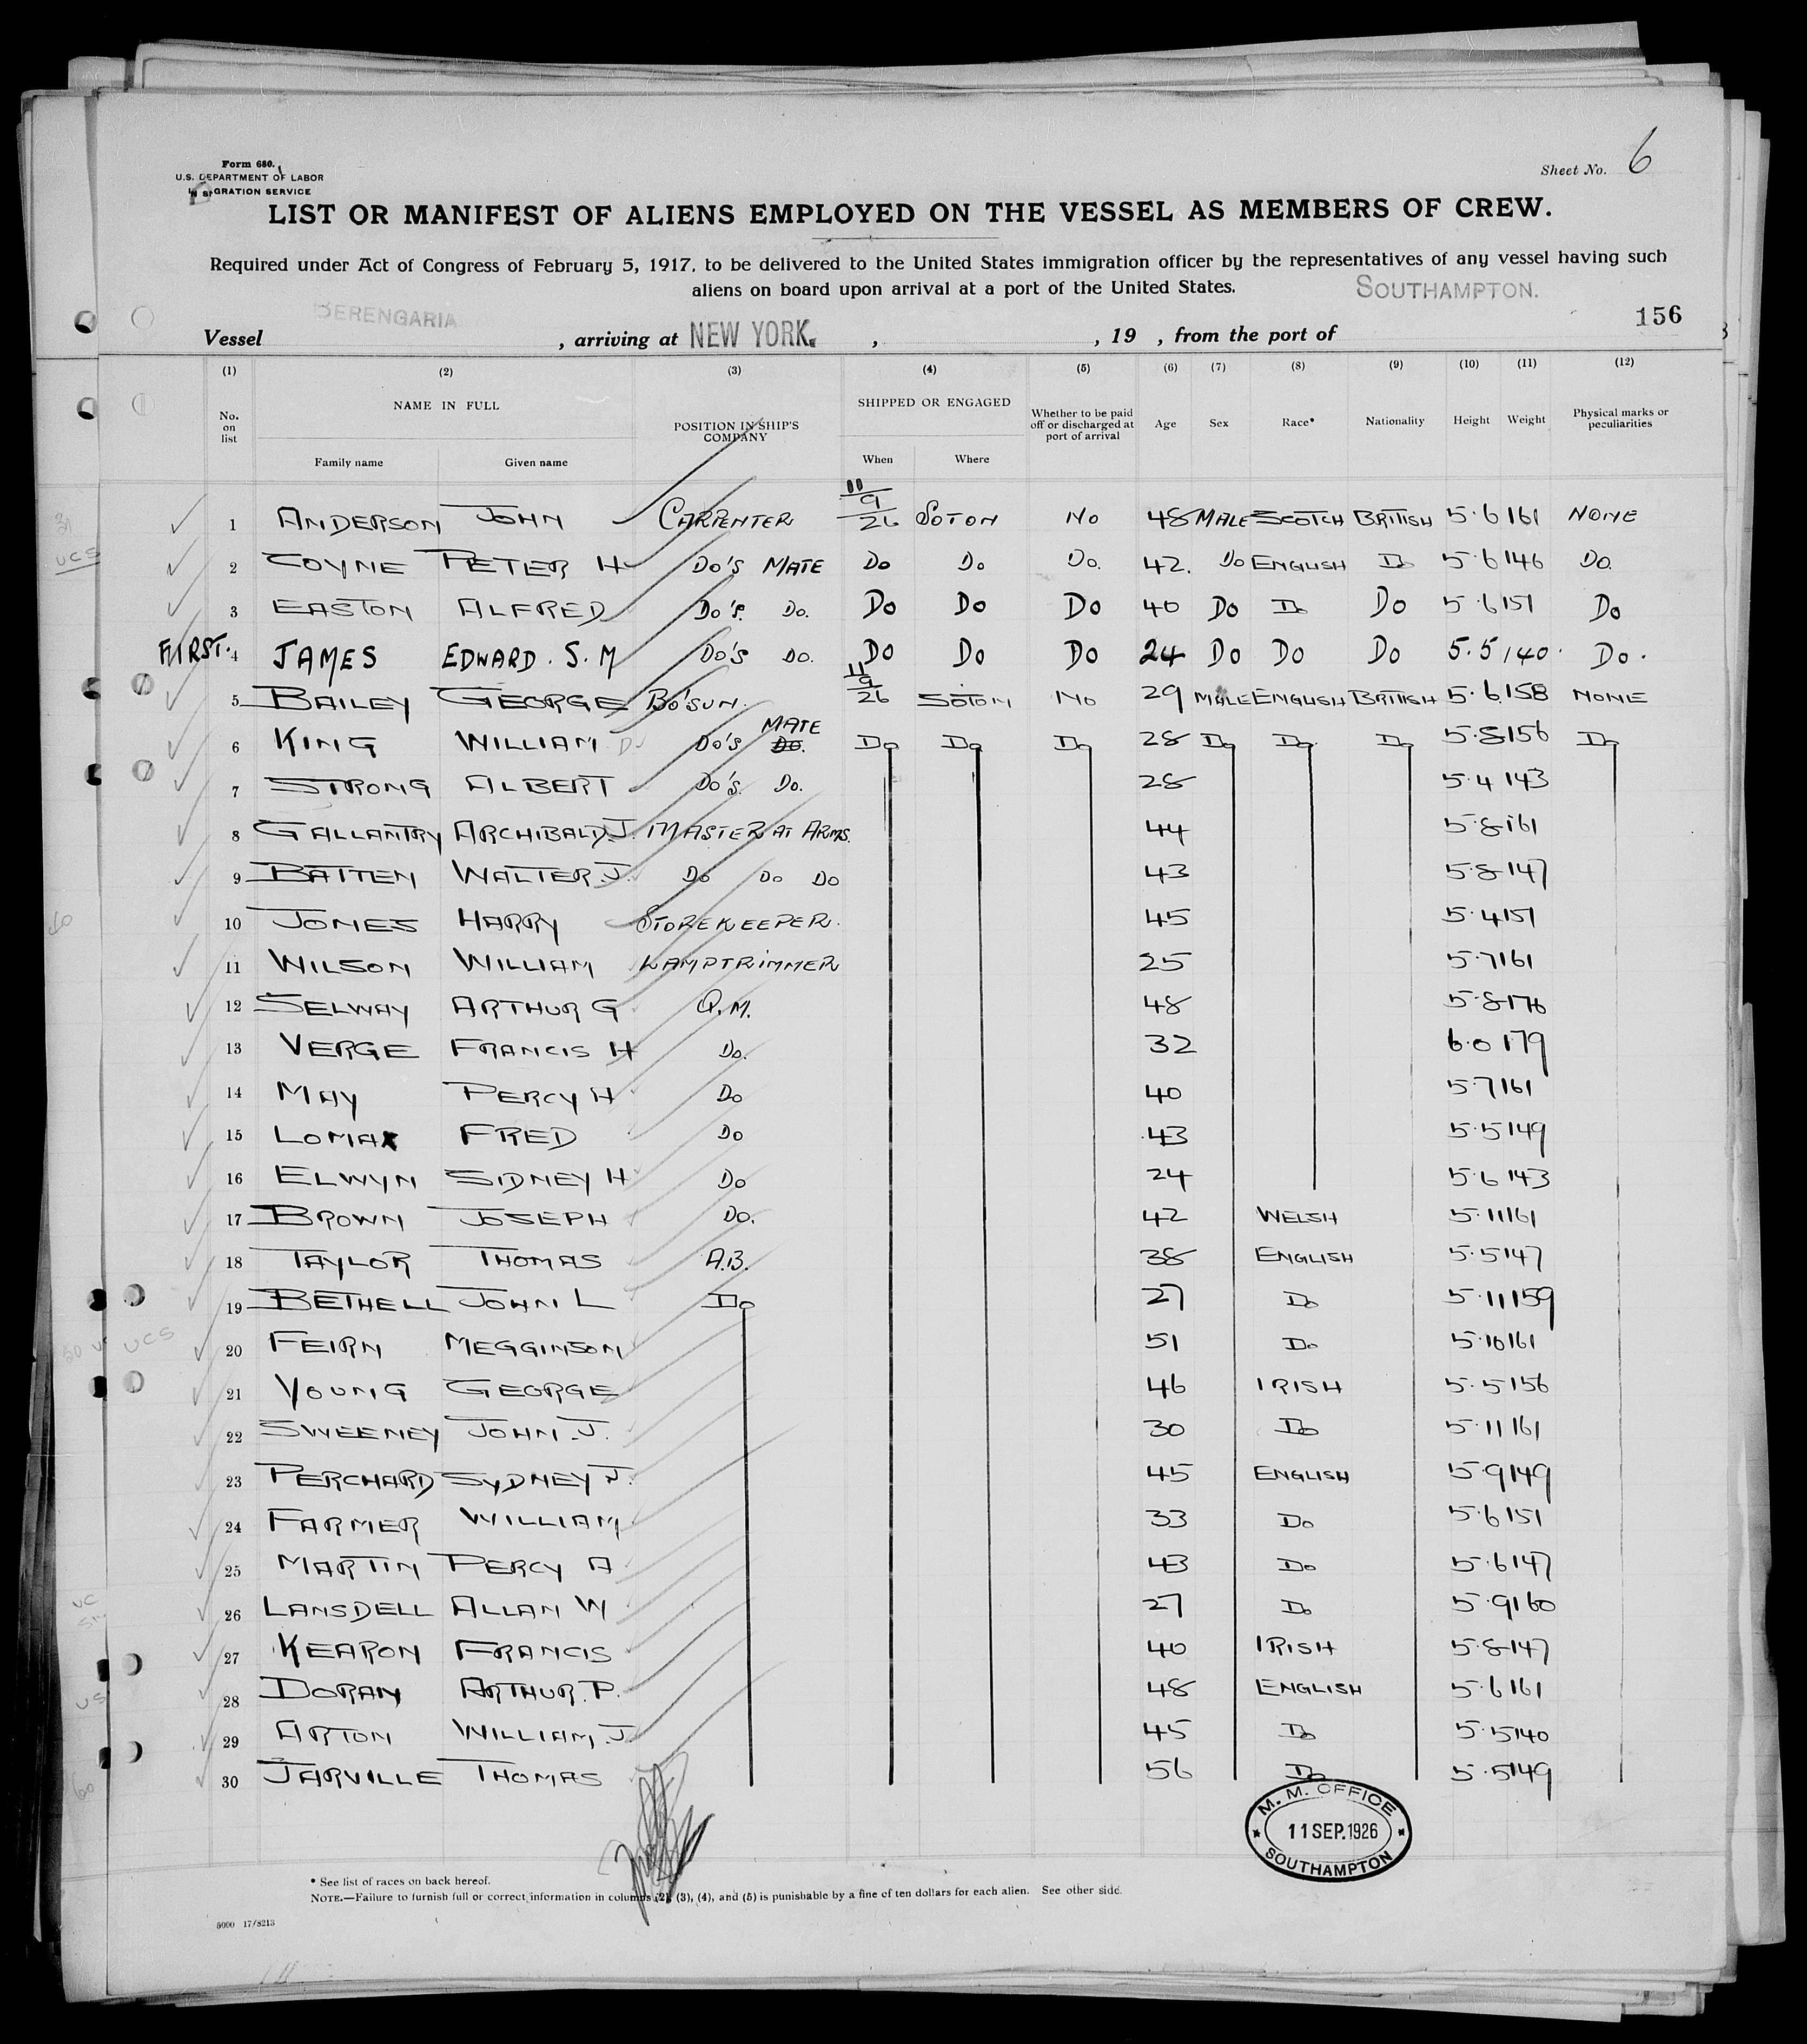 Form 680.
U.S. DEPARTMENT OF LABOR
GRATION SERVICE
Sheet No. 6
LIST OR MANIFEST OF ALIENS EMPLOYED ON THE VESSEL AS MEMBERS OF CREW.
Required under Act of Congress of February 5, 1917, to be delivered to the United States immigration officer by the representatives of any vessel having such
aliens on board upon arrival at a port of the United States.
SOUTHAMPTON.
BERENGARIA
156
Vessel , arriving at NEW YORK. , , 19 , from the port of
(1) (2) (3) (4) (5) (6) (7) (8) (9) (10) (11) (12)
No. on list NAME IN FULL Family name Given name POSITION IN SHIP'S COMPANY SHIPPED OR ENGAGED When Where Whether to be paid off or discharged at port of arrival Age Sex Race* Nationality Height Weight Physical marks or peculiarities
1 ANDERSON JOHN CARPENTER 11/9/26 SOTON NO 48 MALE SCOTCH BRITISH 5.6 161 NONE
2 COYNE PETER H DO'S MATE DO DO DO. 42. DO ENGLISH DO 5.6 146 DO.
3 EASTON ALFRED DO'S. DO. DO DO DO 40 DO DO DO 5.6 151 DO
FIRST. 4 JAMES EDWARD. S. M DO'S DO. DO DO DO 24 DO DO DO 5.5 140. DO.
5 BAILEY GEORGE BO'SUN. 11/9/26 SOTON NO 29 MALE ENGLISH BRITISH 5.6 158 NONE
6 KING WILLIAM DO'S DO. MATE DO DO DO 28 DO DO DO 5.8 156 DO
7 STRONG ALBERT DO'S. DO. 28 5.4 143
8 GALLANTRY ARCHIBALD J. MASTER AT ARMS. 44 5.8 161
9 BATTEN WALTER. J. DO DO DO 43 5.8 147
10 JONES HARRY STOREKEEPER. 45 5.4 151
11 WILSON WILLIAM LAMPTRIMMER 25 5.7 161
12 SELWAY ARTHUR G Q.M. 48 5.8 176
13 VERGE FRANCIS H DO. 32 6.0 179
14 MAY PERCY H DO 40 5.7 161
15 LOMAX FRED DO 43 5.5 149
16 ELWYN SIDNEY H DO 24 5.6 143
17 BROWN JOSEPH DO. 42 WELSH 5.11 161
18 TAYLOR THOMAS A.B. 38 ENGLISH 5.5 147
19 BETHELL JOHN L DO 27 DO 5.11 159
20 FEIRN MEGGINSON 51 DO 5.10 161
21 YOUNG GEORGE 46 IRISH 5.5 156
22 SWEENEY JOHN. J. 30 DO 5.11 161
23 PERCHARD SYDNEY J. 45 ENGLISH 5.9 149
24 FARMER WILLIAM 33 DO 5.6 151
25 MARTIN PERCY A 43 DO 5.6 147
26 LANSDELL ALLAN W 27 DO 5.9 160
27 KEARON FRANCIS 40 IRISH 5.8 147
28 DORAN ARTHUR. P. 48 ENGLISH 5.6 161
29 ARTON WILLIAM. J. 45 DO 5.5 140
30 JARVILLE THOMAS 56 DO 5.5 149
M. M. OFFICE
11 SEP. 1926
SOUTHAMPTON
* See list of races on back hereof.
NOTE.—Failure to furnish full or correct information in columns (2), (3), (4), and (5) is punishable by a fine of ten dollars for each alien. See other side.
5000 17/8213